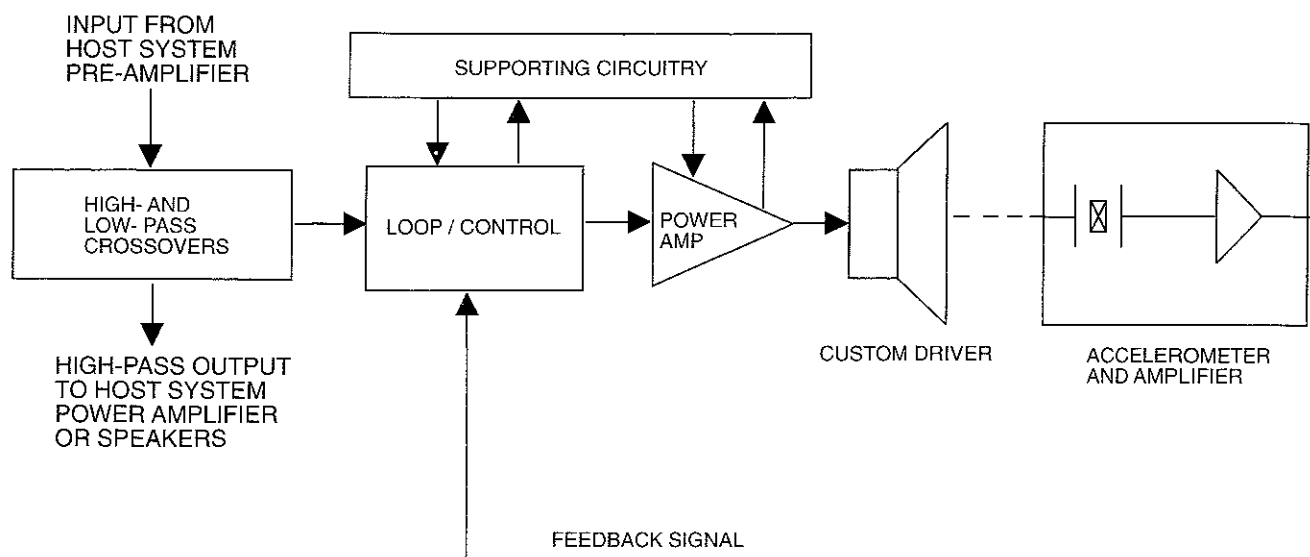 INPUT FROM
HOST SYSTEM
PRE-AMPLIFIER
SUPPORTING CIRCUITRY
HIGH- AND
LOW- PASS
CROSSOVERS
LOOP / CONTROL
POWER
AMP
CUSTOM DRIVER
ACCELEROMETER
AND AMPLIFIER
HIGH-PASS OUTPUT
TO HOST SYSTEM
POWER AMPLIFIER
OR SPEAKERS
FEEDBACK SIGNAL